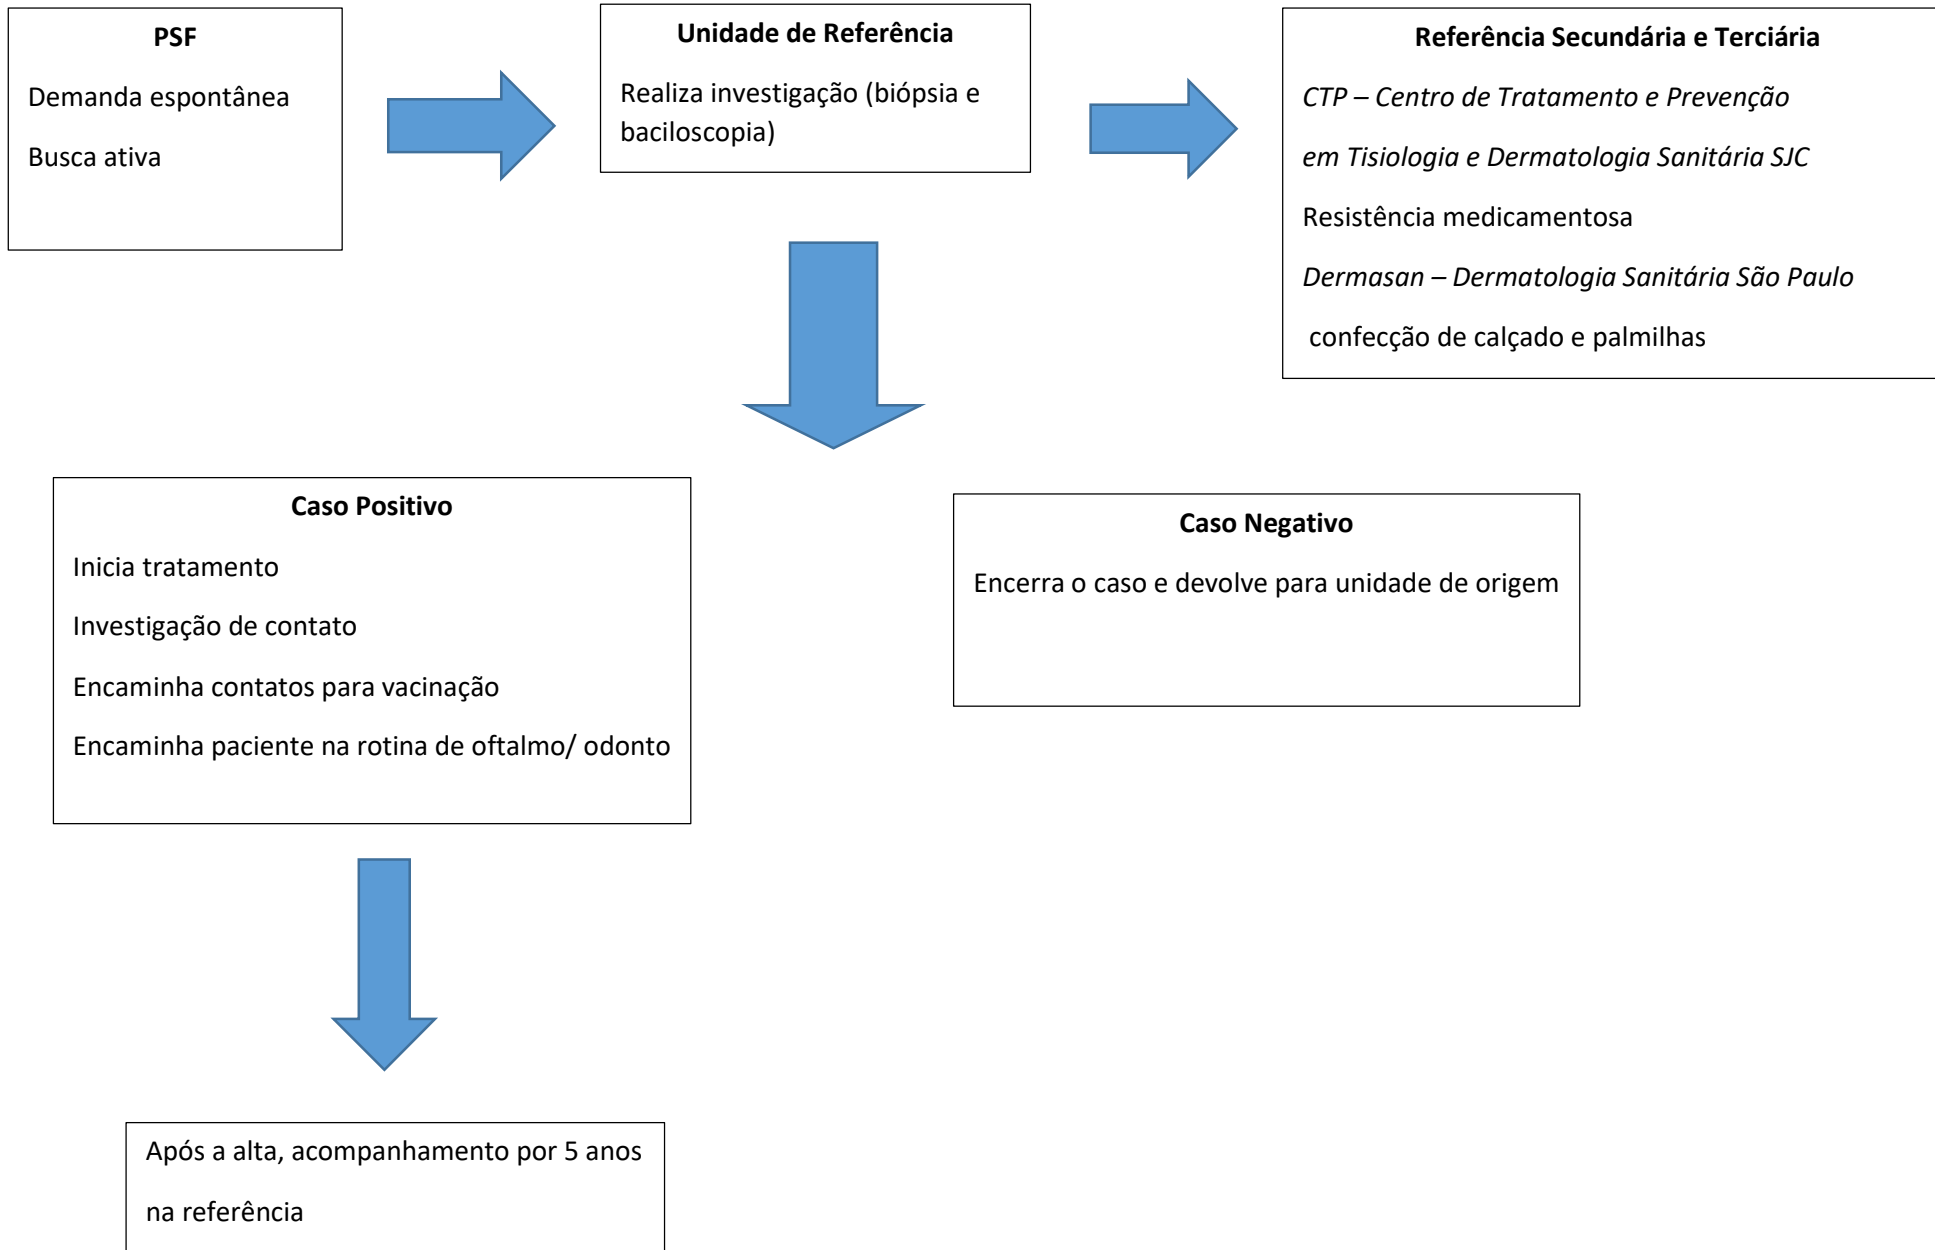 PSF
Demanda espontânea
Busca ativa
Unidade de Referência
Realiza investigação (biópsia e
baciloscopia)
Referência Secundária e Terciária
CTP – Centro de Tratamento e Prevenção
em Tisiologia e Dermatologia Sanitária SJC
Resistência medicamentosa
Dermasan – Dermatologia Sanitária São Paulo
confecção de calçado e palmilhas
Caso Positivo
Inicia tratamento
Investigação de contato
Encaminha contatos para vacinação
Encaminha paciente na rotina de oftalmo/ odonto
Caso Negativo
Encerra o caso e devolve para unidade de origem
Após a alta, acompanhamento por 5 anos
na referência